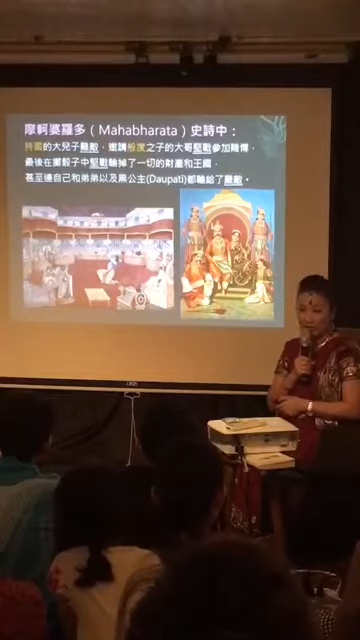 摩軻婆羅多（Mahabharata）史詩中：
持國的大兒子難敵，邀請般度之子的大哥堅戰參加賭博，
最後在擲骰子中堅戰輸掉了一切的財產和王國，
甚至連自己和弟弟以及黑公主(Daupati)都輸給了難敵。